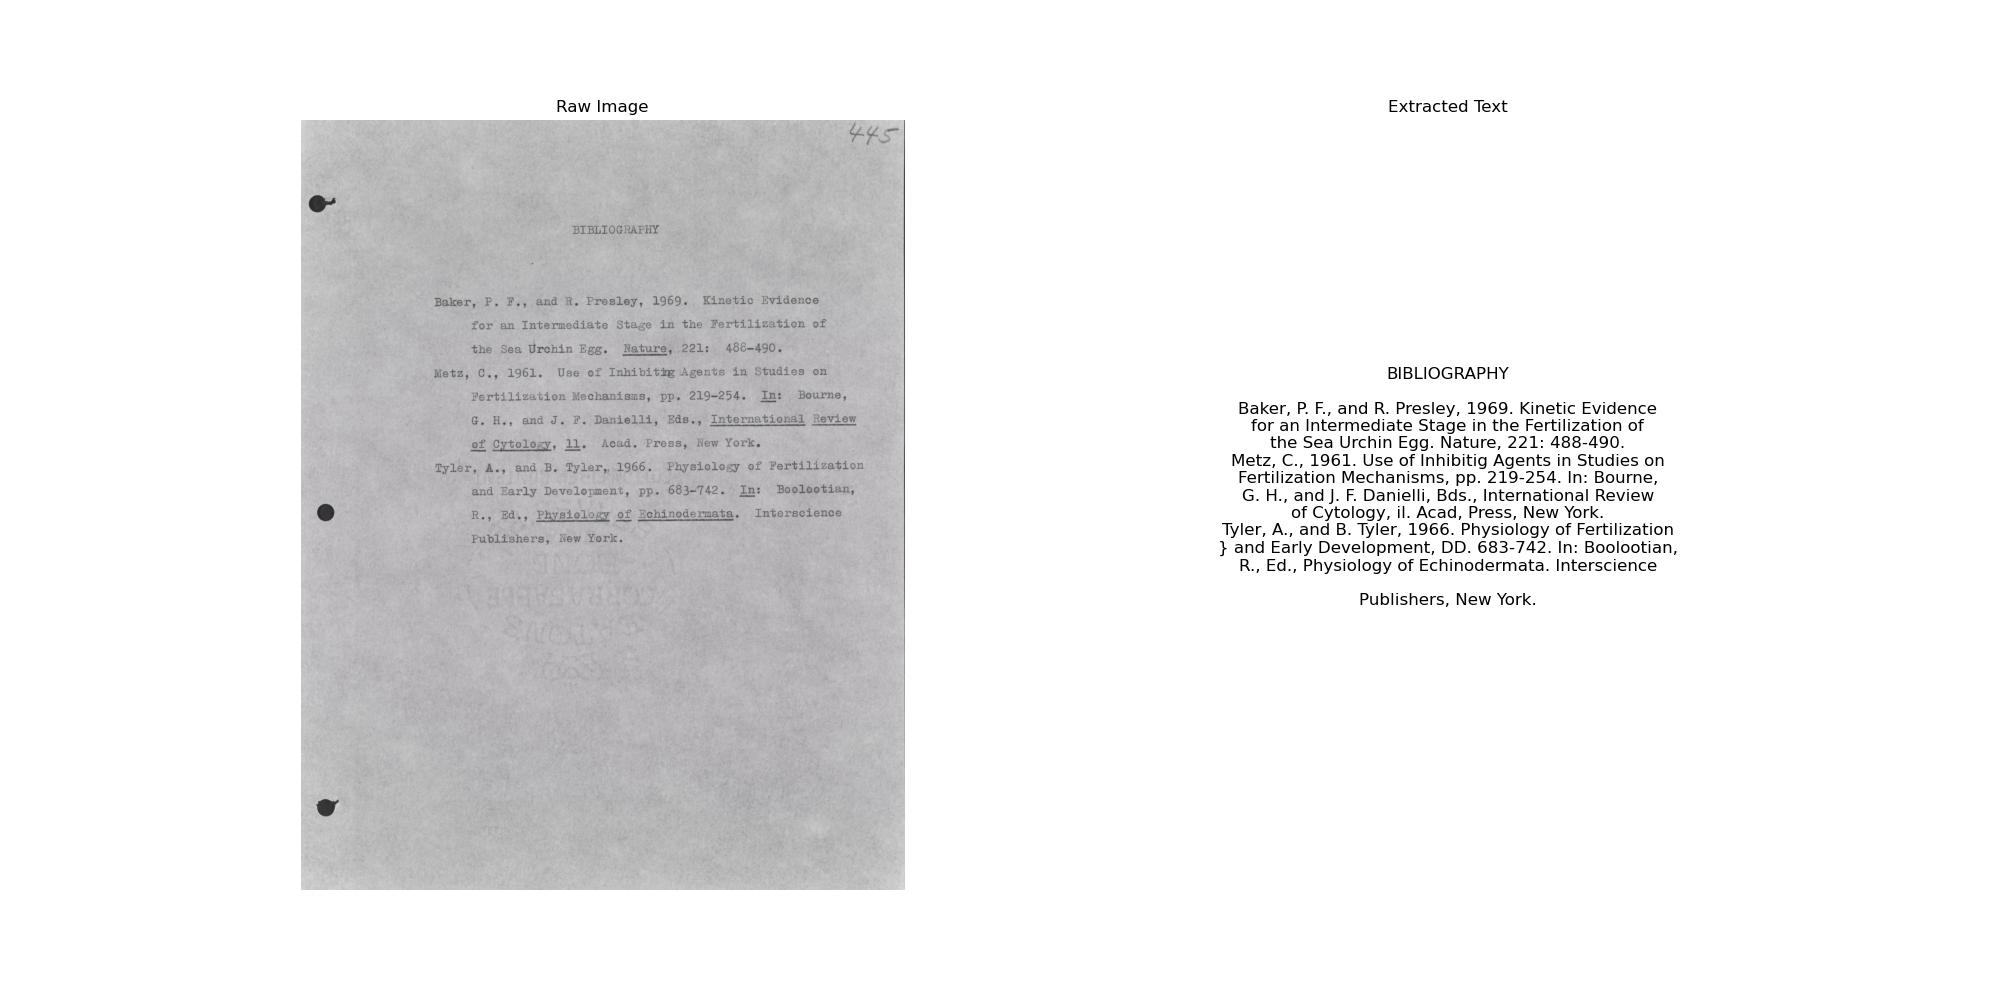 Raw Image
445
BIBLIOGRAPHY
Baker, P. F., and R. Presley, 1969. Kinetic Evidence
for an Intermediate Stage in the Fertilization of
the Sea Urchin Egg. Nature, 221: 488-490.
Metz, C., 1961. Use of Inhibitig Agents in Studies on
Fertilization Mechanisms, pp. 219-254. In: Bourne,
G. H., and J. F. Danielli, Eds., International Review
of Cytology, 11. Acad. Press, New York.
Tyler, A., and B. Tyler, 1966. Physiology of Fertilization
and Early Development, pp. 683-742. In: Boolootian,
R., Ed., Physiology of Echinodermata. Interscience
Publishers, New York.
Extracted Text
BIBLIOGRAPHY
Baker, P. F., and R. Presley, 1969. Kinetic Evidence
for an Intermediate Stage in the Fertilization of
the Sea Urchin Egg. Nature, 221: 488-490.
Metz, C., 1961. Use of Inhibitig Agents in Studies on
Fertilization Mechanisms, pp. 219-254. In: Bourne,
G. H., and J. F. Danielli, Bds., International Review
of Cytology, il. Acad, Press, New York.
Tyler, A., and B. Tyler, 1966. Physiology of Fertilization
} and Early Development, DD. 683-742. In: Boolootian,
R., Ed., Physiology of Echinodermata. Interscience
Publishers, New York.